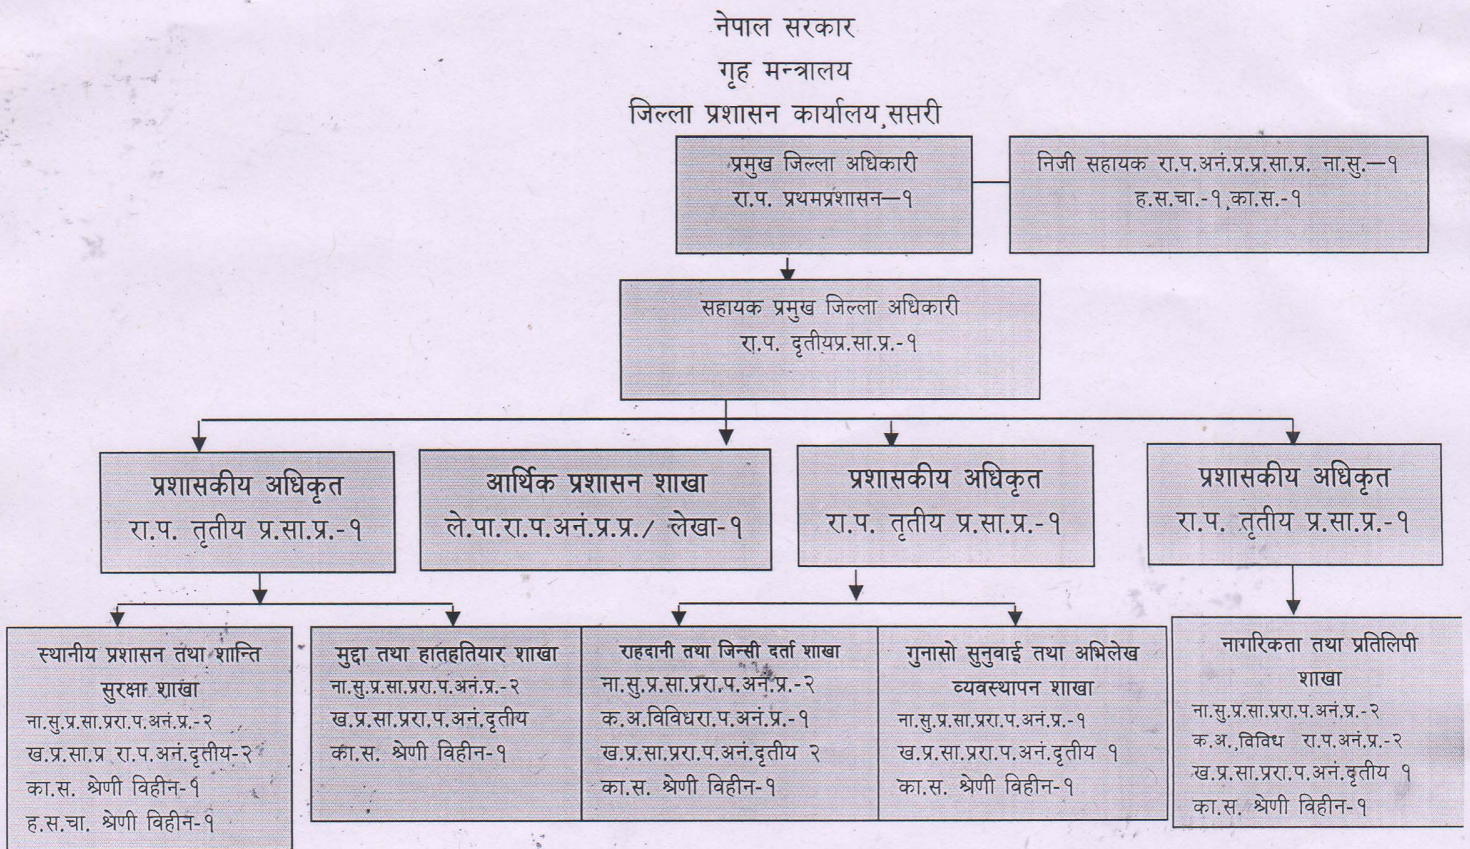 नेपाल सरकार
गृह मन्त्रालय
जिल्ला प्रशासन कार्यालय,सप्तरी
प्रमुख जिल्ला अधिकारी
रा.प. प्रथमप्रशासन—१
निजी सहायक रा.प.अनं.प्र.प्र.सा.प्र. ना.सु.—१
ह.स.चा.-१,का.स.-१
सहायक प्रमुख जिल्ला अधिकारी
रा.प. दृतीयप्र.सा.प्र.-१
प्रशासकीय अधिकृत
रा.प. तृतीय प्र.सा.प्र.-१
आर्थिक प्रशासन शाखा
ले.पा.रा.प.अनं.प्र.प्र./ लेखा-१
प्रशासकीय अधिकृत
रा.प. तृतीय प्र.सा.प्र.-१
प्रशासकीय अधिकृत
रा.प. तृतीय प्र.सा.प्र.-१
स्थानीय प्रशासन तथा शान्ति
सुरक्षा शाखा
ना.सु.प्र.सा.प्ररा.प.अनं.प्र.-२
ख.प्र.सा.प्र रा.प.अनं.दृतीय-२
का.स. श्रेणी विहीन-१
ह.स.चा. श्रेणी विहीन-१
मुद्दा तथा हातहतियार शाखा
ना.सु.प्र.सा.प्ररा.प.अनं.प्र.-२
ख.प्र.सा.प्ररा.प.अनं.दृतीय
का.स. श्रेणी विहीन-१
राहदानी तथा जिन्सी दर्ता शाखा
ना.सु.प्र.सा.प्ररा.प.अनं.प्र.-२
क.अ.विविधरा.प.अनं.प्र.-१
ख.प्र.सा.प्ररा.प.अनं.दृतीय २
का.स. श्रेणी विहीन-१
गुनासो सुनुवाई तथा अभिलेख
व्यवस्थापन शाखा
ना.सु.प्र.सा.प्ररा.प.अनं.प्र.-१
ख.प्र.सा.प्ररा.प.अनं.दृतीय १
का.स. श्रेणी विहीन-१
नागरिकता तथा प्रतिलिपी
शाखा
ना.सु.प्र.सा.प्ररा.प.अनं.प्र.-२
क.अ.,विविध रा.प.अनं.प्र.-२
ख.प्र.सा.प्ररा.प.अनं.दृतीय १
का.स. श्रेणी विहीन-१